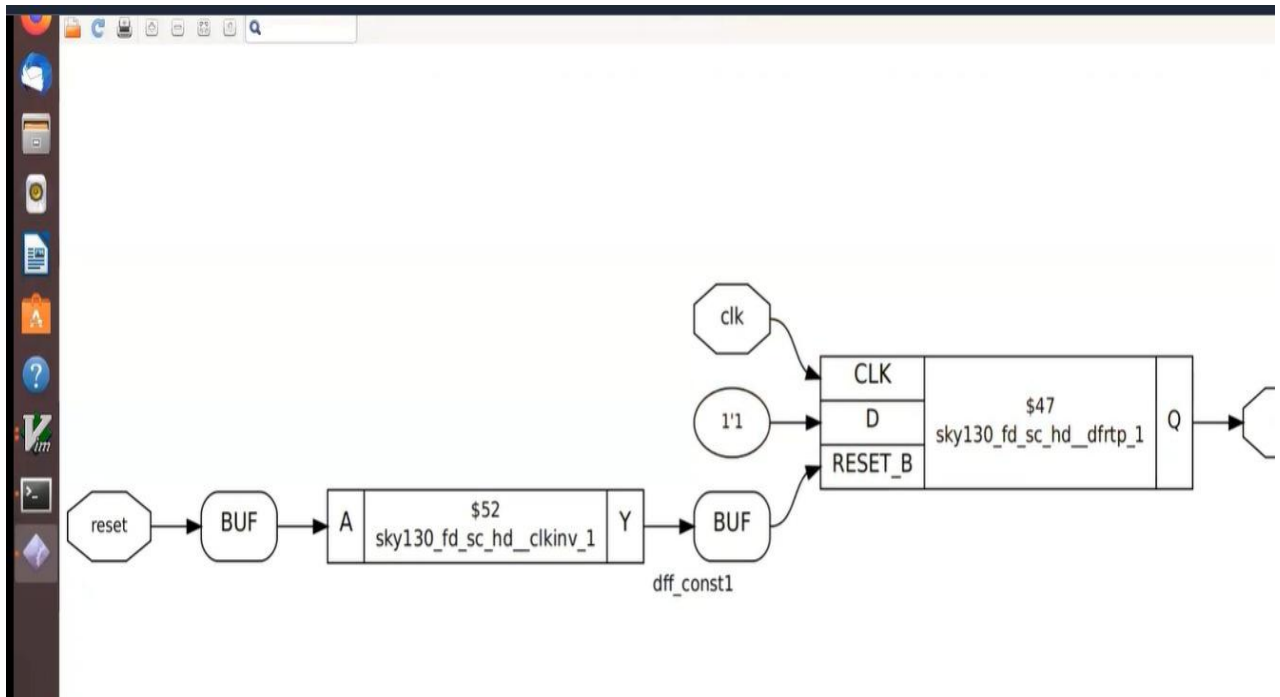 clk
CLK
1'1
D
$47
sky130_fd_sc_hd__dfrtp_1
Q
RESET_B
reset
BUF
A
$52
sky130_fd_sc_hd__clkinv_1
Y
BUF
dff_const1